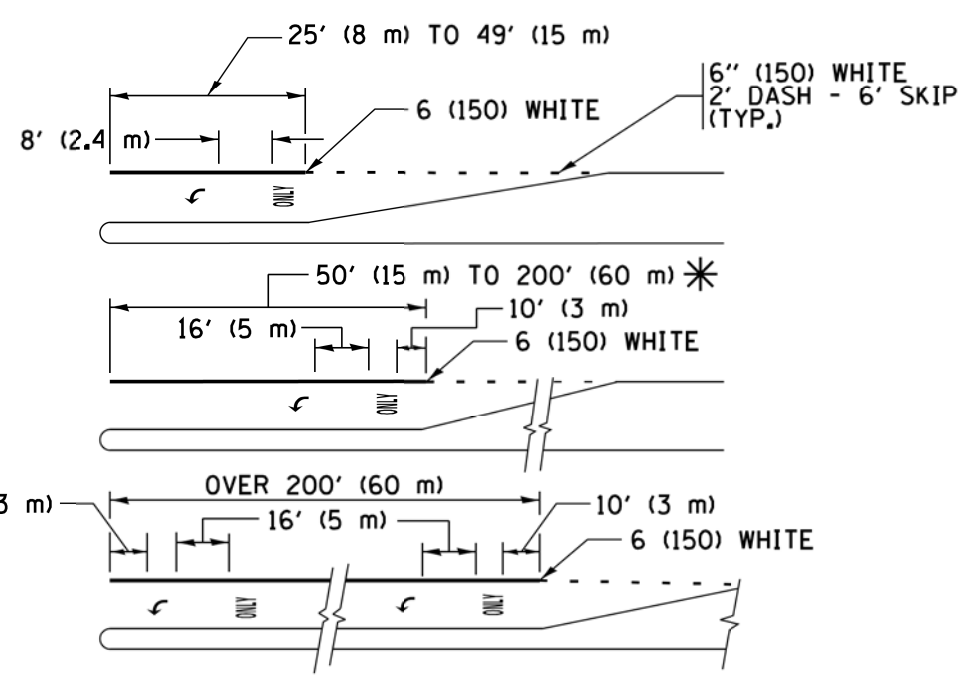 25' (8 m) TO 49' (15 m)
6" (150) WHITE
2' DASH - 6' SKIP
(TYP.)
6 (150) WHITE
8' (2.4 m)
ONLY
50' (15 m) TO 200' (60 m) ✳
10' (3 m)
16' (5 m)
6 (150) WHITE
ONLY
OVER 200' (60 m)
3 m)
16' (5 m)
10' (3 m)
6 (150) WHITE
ONLY
ONLY